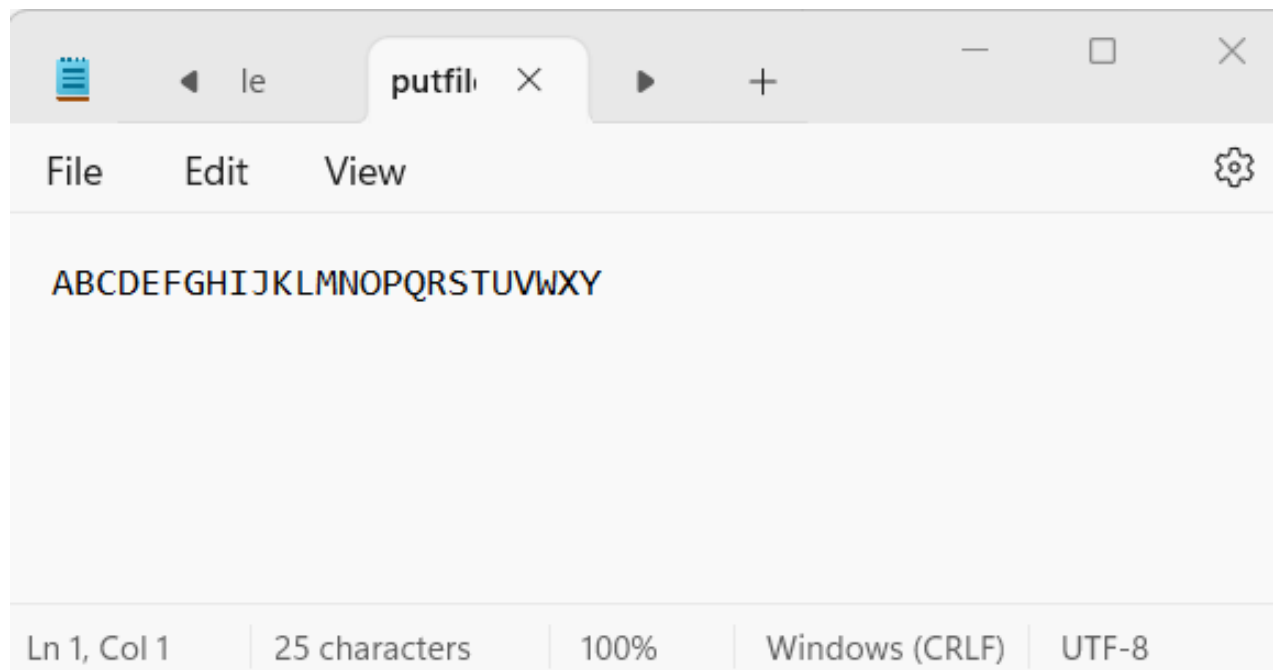 le putfil
File Edit View
ABCDEFGHIJKLMNOPQRSTUVWXY
Ln 1, Col 1 25 characters 100% Windows (CRLF) UTF-8